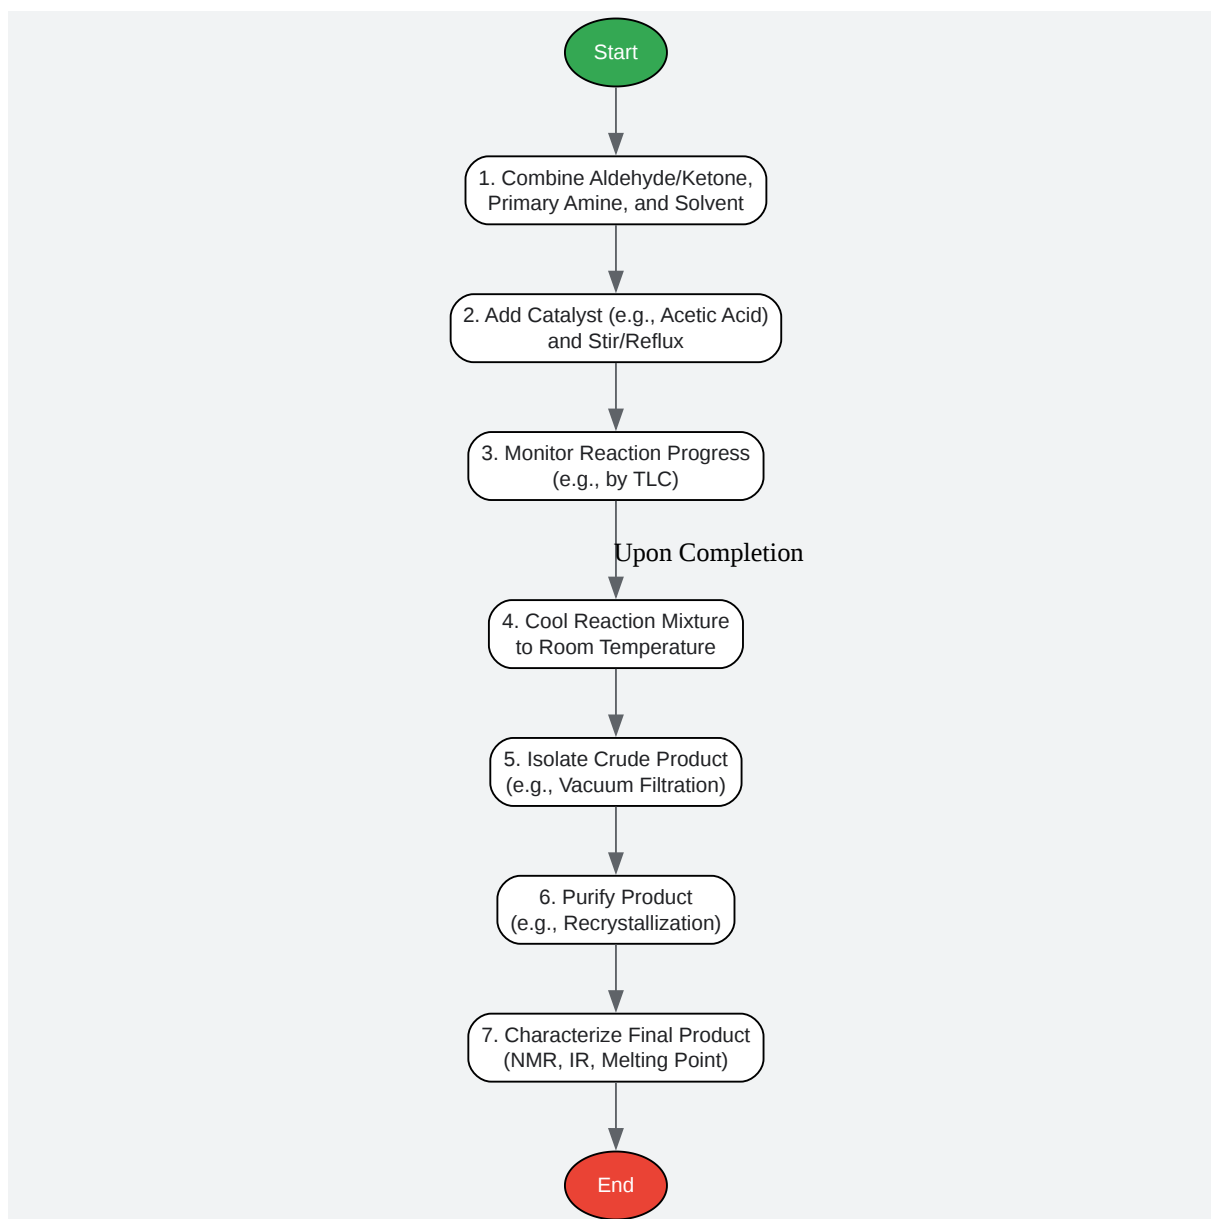 Start
1. Combine Aldehyde/Ketone,
Primary Amine, and Solvent
2. Add Catalyst (e.g., Acetic Acid)
and Stir/Reflux
3. Monitor Reaction Progress
(e.g., by TLC)
Upon Completion
4. Cool Reaction Mixture
to Room Temperature
5. Isolate Crude Product
(e.g., Vacuum Filtration)
6. Purify Product
(e.g., Recrystallization)
7. Characterize Final Product
(NMR, IR, Melting Point)
End